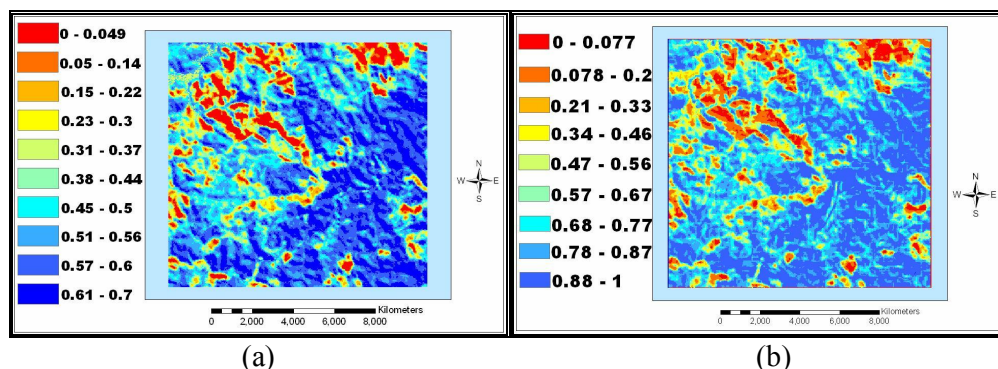 0 - 0.049
0.05 - 0.14
0.15 - 0.22
0.23 - 0.3
0.31 - 0.37
0.38 - 0.44
0.45 - 0.5
0.51 - 0.56
0.57 - 0.6
0.61 - 0.7
N
W E
S
Kilometers
0 2,000 4,000 6,000 8,000
(a)
0 - 0.077
0.078 - 0.2
0.21 - 0.33
0.34 - 0.46
0.47 - 0.56
0.57 - 0.67
0.68 - 0.77
0.78 - 0.87
0.88 - 1
N
W E
S
Kilometers
0 2,000 4,000 6,000 8,000
(b)